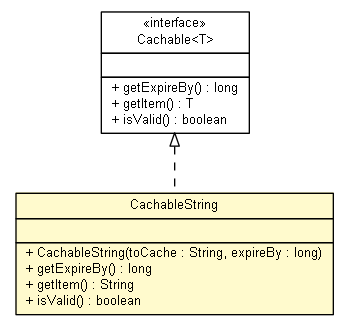 «interface»
Cachable<T>
+ getExpireBy() : long
+ getItem() : T
+ isValid() : boolean
CachableString
+ CachableString(toCache : String, expireBy : long)
+ getExpireBy() : long
+ getItem() : String
+ isValid() : boolean